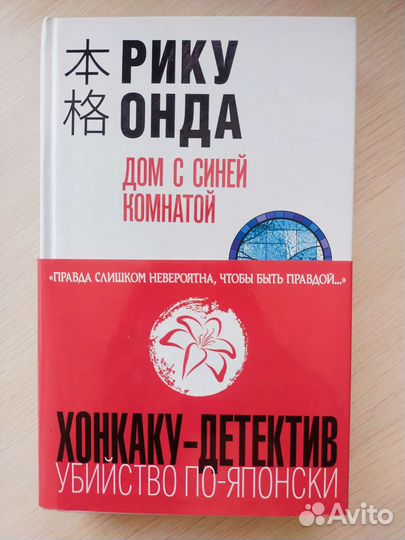 本格
РИКУ
ОНДА
ДОМ С СИНЕЙ
КОМНАТОЙ
«ПРАВДА СЛИШКОМ НЕВЕРОЯТНА, ЧТОБЫ БЫТЬ ПРАВДОЙ...»
ХОНКАКУ-ДЕТЕКТИВ
УБИЙСТВО ПО-ЯПОНСКИ
Avito